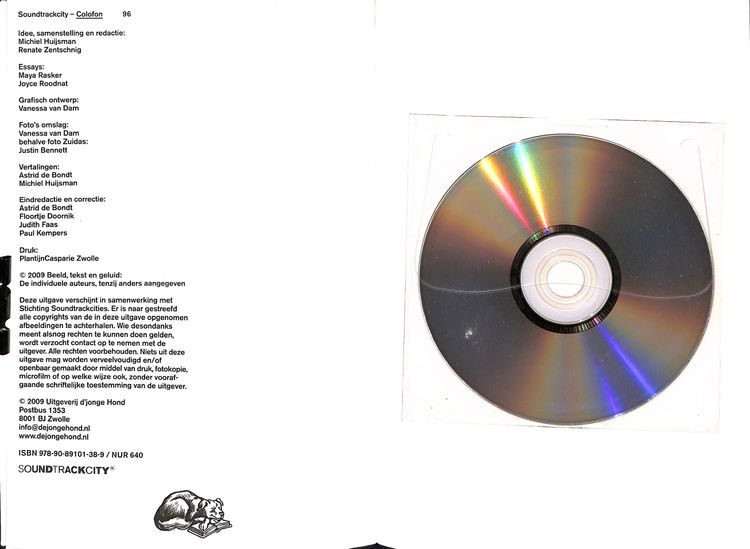 Soundtrackcity – Colofon 96
Idee, samenstelling en redactie:
Michiel Huijsman
Renate Zentschnig
Essays:
Maya Rasker
Joyce Roodnat
Grafisch ontwerp:
Vanessa van Dam
Foto's omslag:
Vanessa van Dam
behalve foto Zuidas:
Justin Bennett
Vertalingen:
Astrid de Bondt
Michiel Huijsman
Eindredactie en correctie:
Astrid de Bondt
Floortje Doornik
Judith Faas
Paul Kempers
Druk:
PlantijnCasparie Zwolle
© 2009 Beeld, tekst en geluid:
De individuele auteurs, tenzij anders aangegeven
Deze uitgave verschijnt in samenwerking met
Stichting Soundtrackcities. Er is naar gestreefd
alle copyrights van de in deze uitgave opgenomen
afbeeldingen te achterhalen. Wie desondanks
meent alsnog rechten te kunnen doen gelden,
wordt verzocht contact op te nemen met de
uitgever. Alle rechten voorbehouden. Niets uit deze
uitgave mag worden verveelvoudigd en/of
openbaar gemaakt door middel van druk, fotokopie,
microfilm of op welke wijze ook, zonder vooraf-
gaande schriftelijke toestemming van de uitgever.
© 2009 Uitgeverij d'jonge Hond
Postbus 1353
8001 BJ Zwolle
info@dejongehond.nl
www.dejongehond.nl
ISBN 978-90-89101-38-9 / NUR 640
SOUNDTRACKCITY